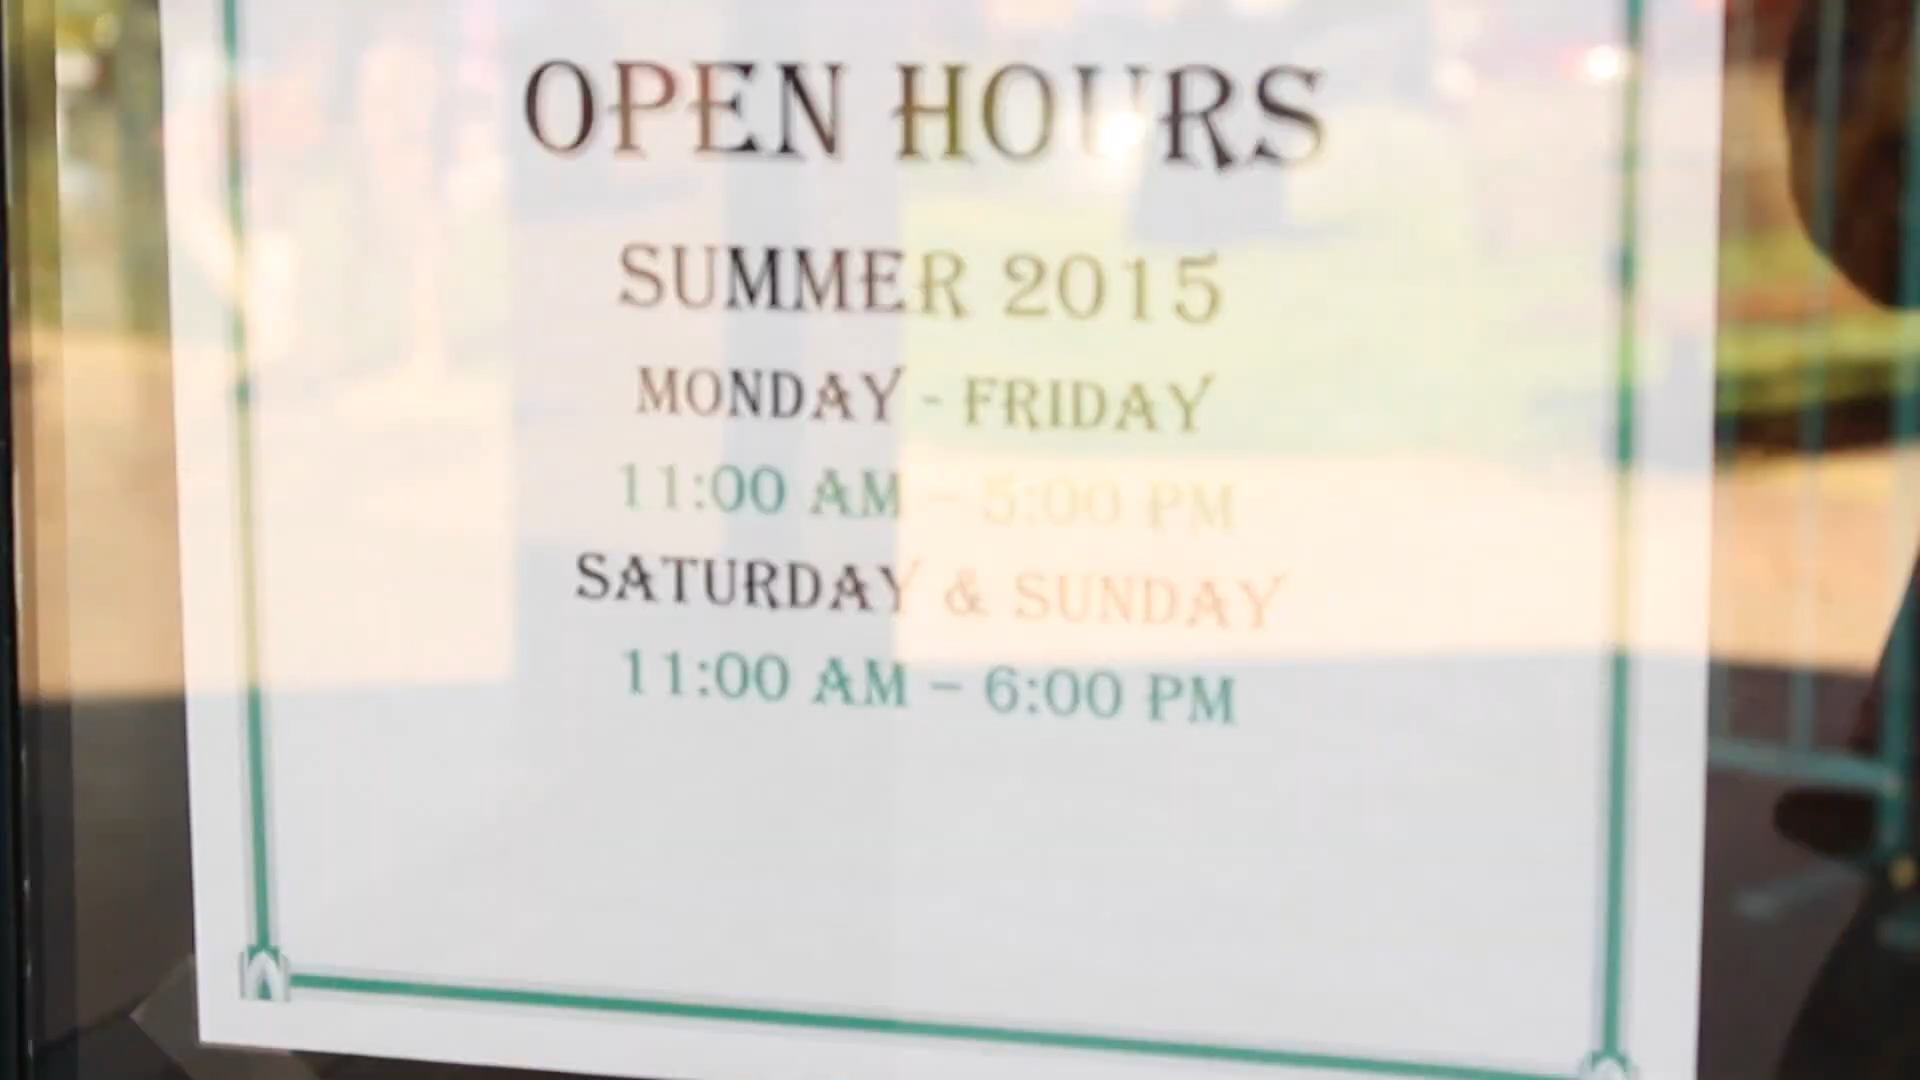 OPEN HOURS
SUMMER 2015
MONDAY - FRIDAY
11:00 AM – 5:00 PM
SATURDAY & SUNDAY
11:00 AM – 6:00 PM